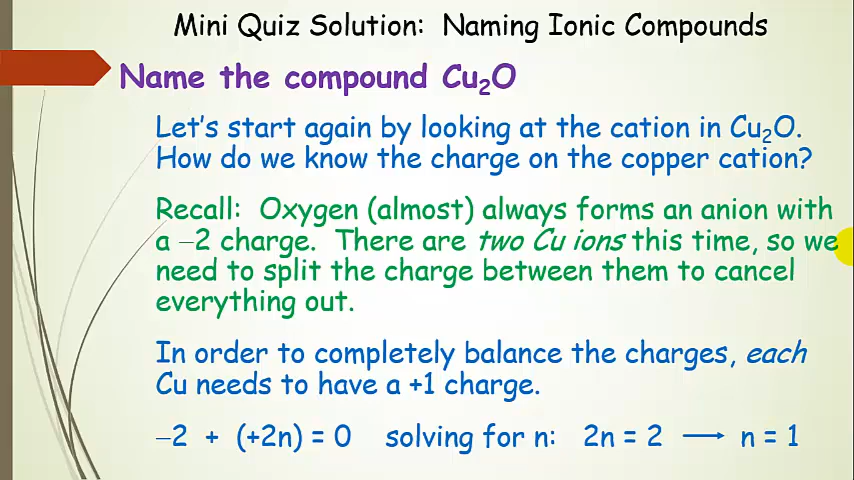 Mini Quiz Solution: Naming Ionic Compounds
Name the compound Cu₂O
Let's start again by looking at the cation in Cu₂O.
How do we know the charge on the copper cation?
Recall: Oxygen (almost) always forms an anion with
a −2 charge. There are two Cu ions this time, so we
need to split the charge between them to cancel
everything out.
In order to completely balance the charges, each
Cu needs to have a +1 charge.
−2 + (+2n) = 0 solving for n: 2n = 2 → n = 1